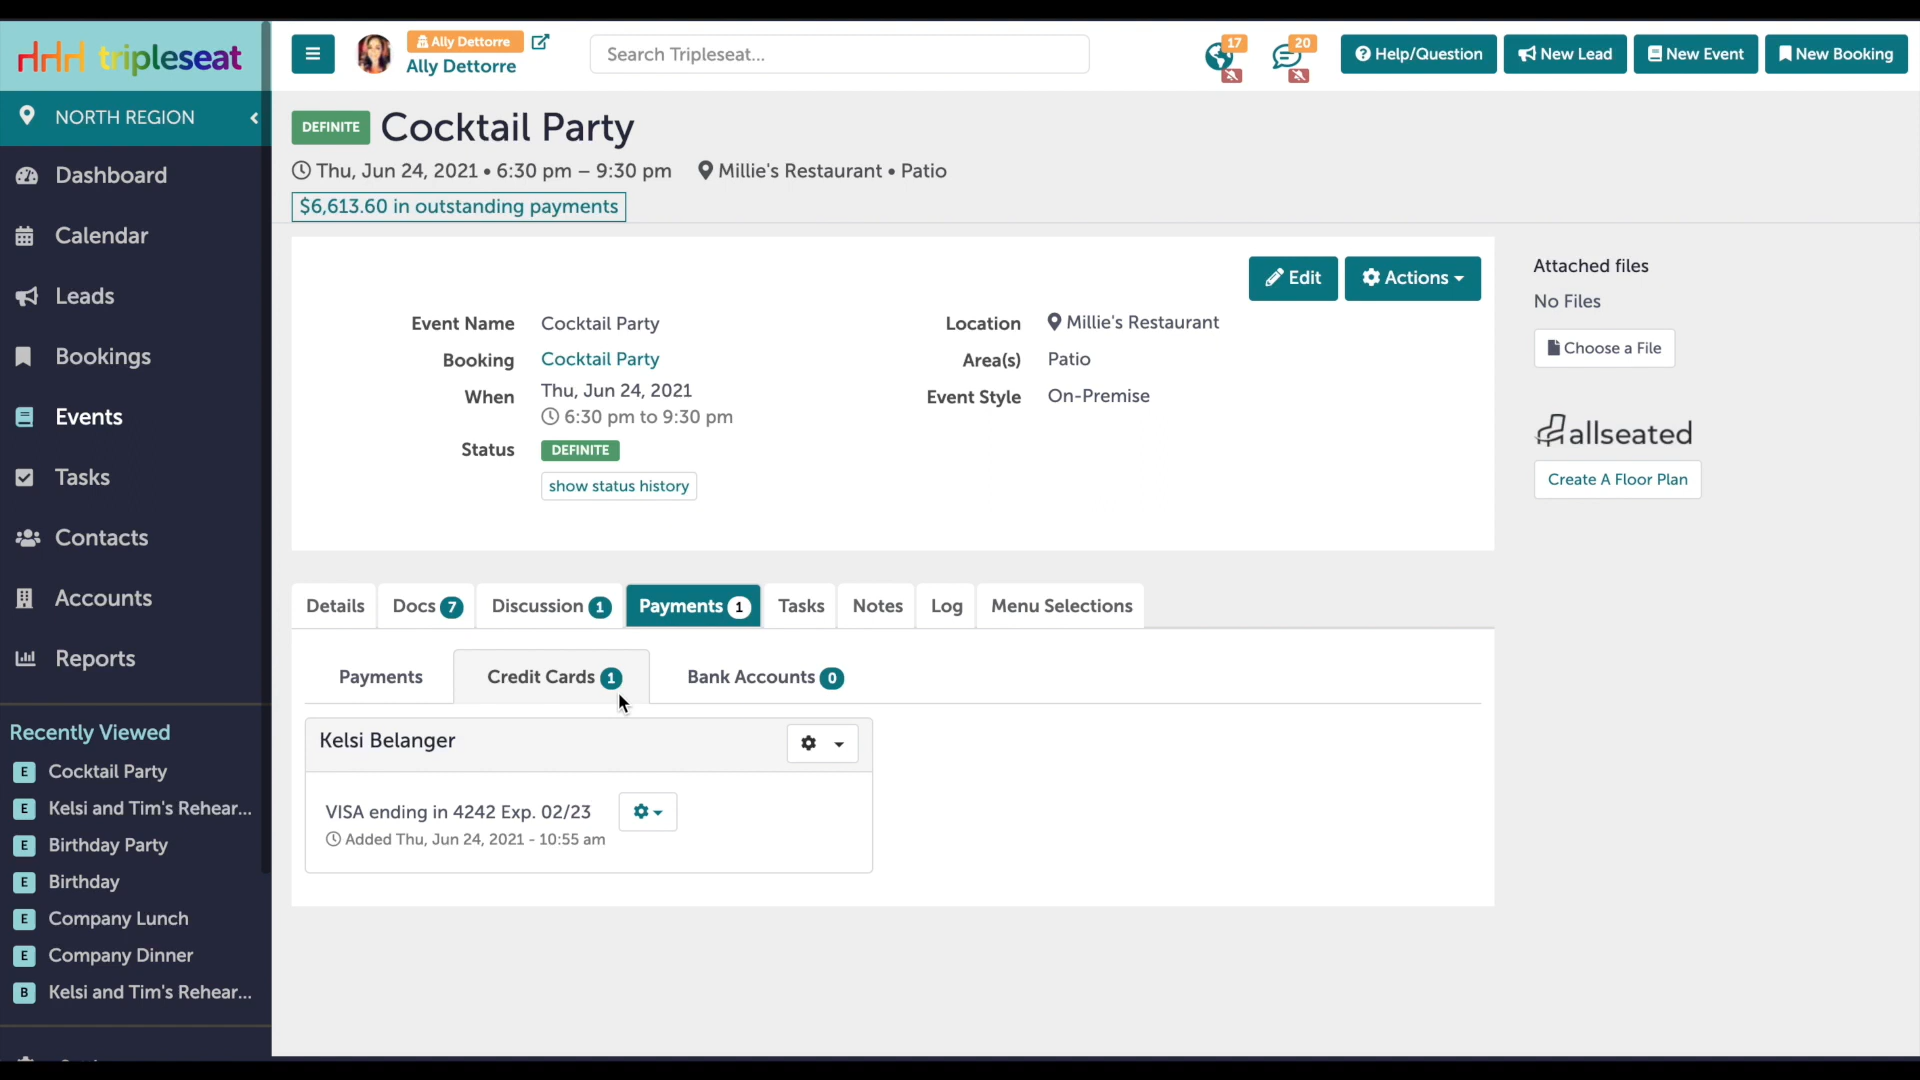 tripleseat
Ally Dettorre
Ally Dettorre
Search Tripleseat...
17
20
Help/Question
New Lead
New Event
New Booking
NORTH REGION
Dashboard
Calendar
Leads
Bookings
Events
Tasks
Contacts
Accounts
Reports
Recently Viewed
E Cocktail Party
E Kelsi and Tim's Rehear...
E Birthday Party
E Birthday
E Company Lunch
E Company Dinner
B Kelsi and Tim's Rehear...
DEFINITE Cocktail Party
Thu, Jun 24, 2021 • 6:30 pm – 9:30 pm Millie's Restaurant • Patio
$6,613.60 in outstanding payments
Edit
Actions
Event Name Cocktail Party
Booking Cocktail Party
When Thu, Jun 24, 2021
6:30 pm to 9:30 pm
Status DEFINITE
show status history
Location Millie's Restaurant
Area(s) Patio
Event Style On-Premise
Attached files
No Files
Choose a File
allseated
Create A Floor Plan
Details Docs 7 Discussion 1 Payments 1 Tasks Notes Log Menu Selections
Payments Credit Cards 1 Bank Accounts 0
Kelsi Belanger
VISA ending in 4242 Exp. 02/23
Added Thu, Jun 24, 2021 - 10:55 am